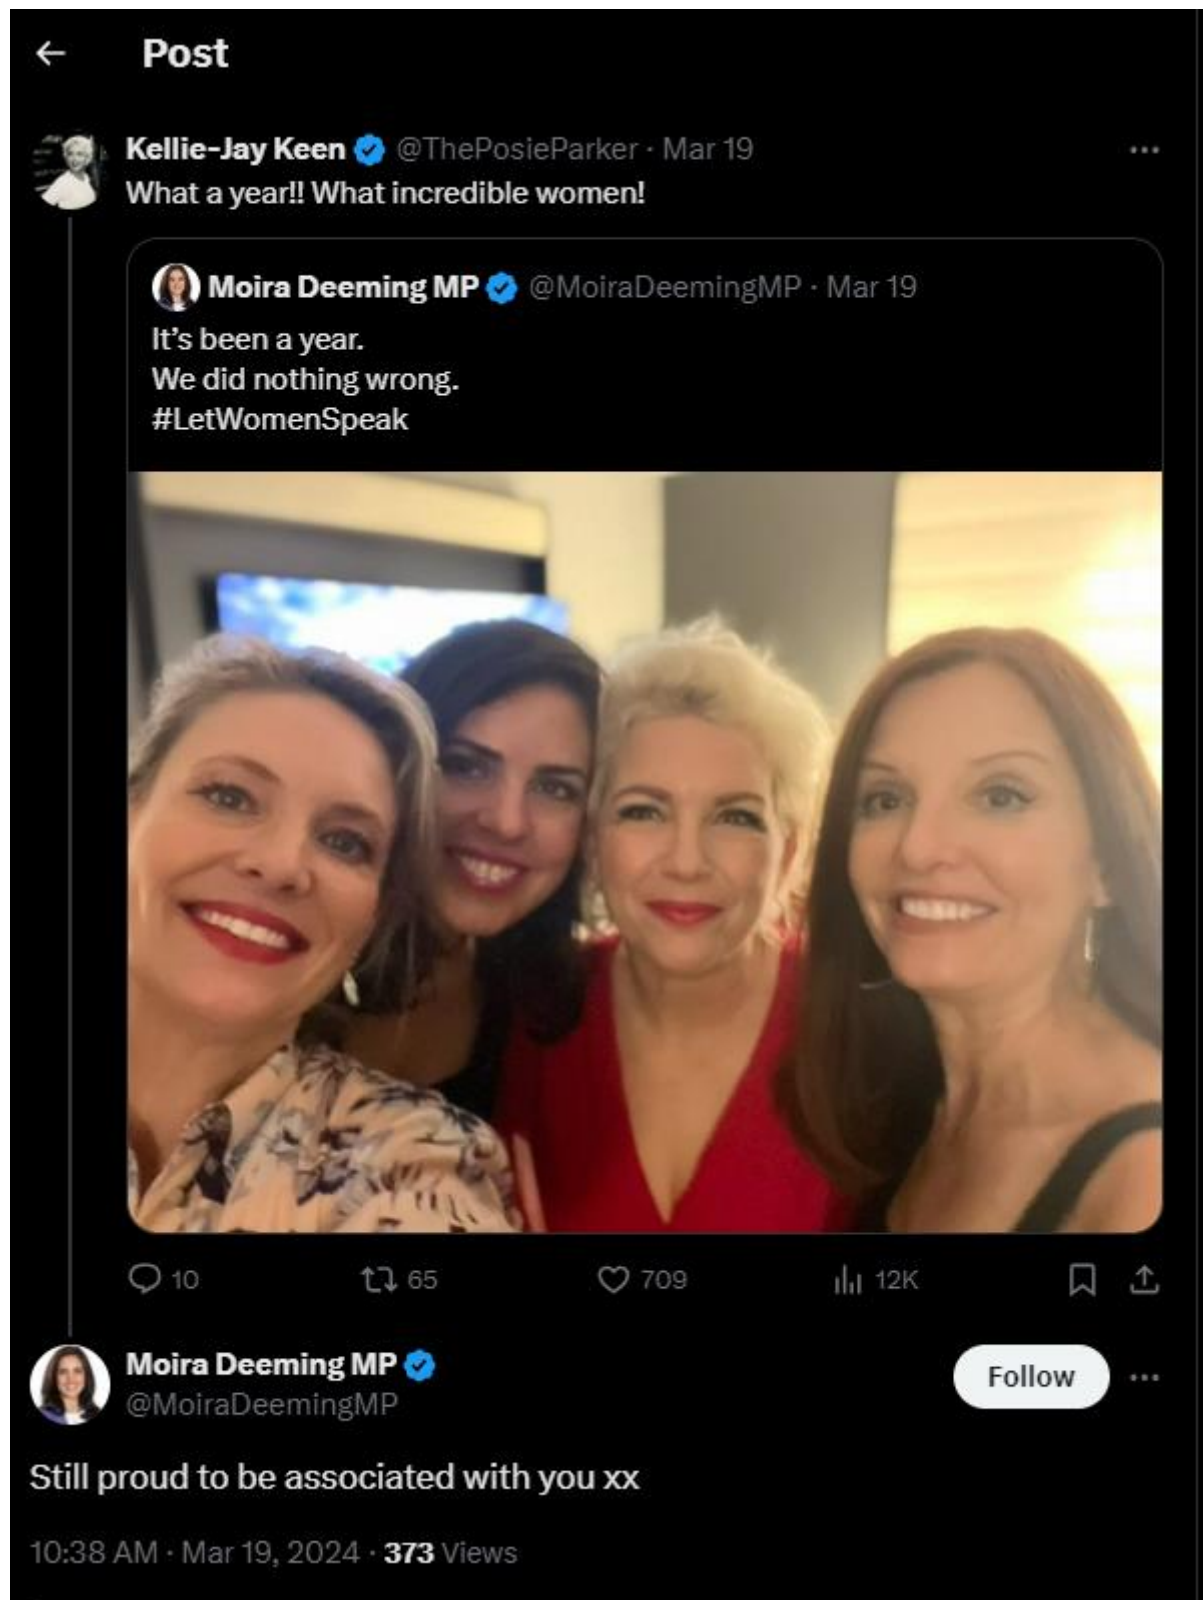 Post
Kellie-Jay Keen @ThePosieParker · Mar 19
What a year!! What incredible women!
Moira Deeming MP @MoiraDeemingMP · Mar 19
It's been a year.
We did nothing wrong.
#LetWomenSpeak
10 65 709 12K
Moira Deeming MP
@MoiraDeemingMP
Follow
Still proud to be associated with you xx
10:38 AM · Mar 19, 2024 · 373 Views